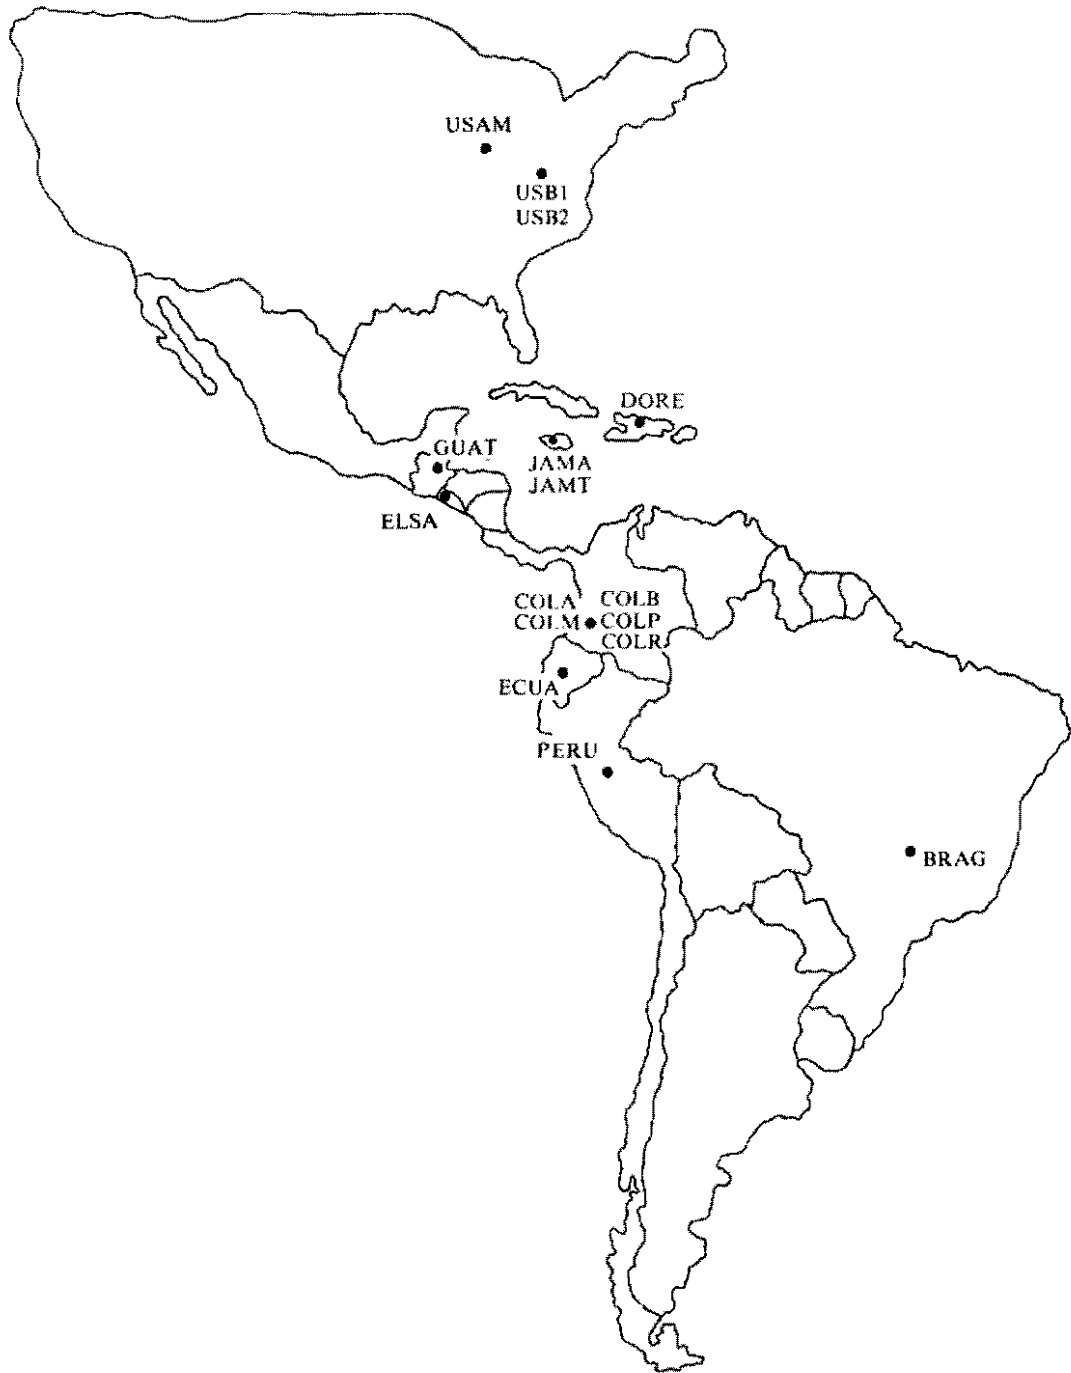 USAM
USB1
USB2
DORE
GUAT
JAMA
JAMT
ELSA
COLA COLB
COLM COLP
COLR
ECUA
PERU
BRAG